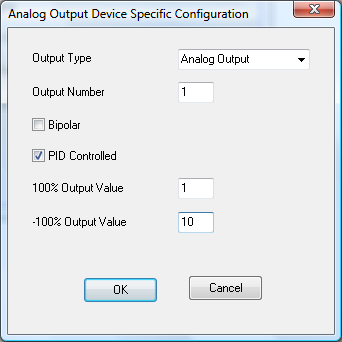 Analog Output Device Specific Configuration
Output Type Analog Output
Output Number 1
Bipolar
PID Controlled
100% Output Value 1
-100% Output Value 10
OK Cancel